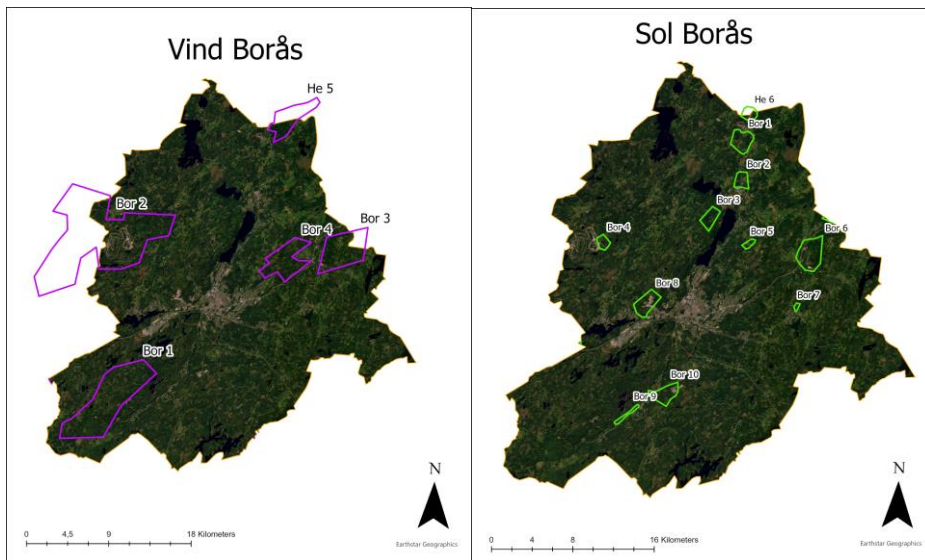 Vind Borås
He 5
Bor 2
Bor 3
Bor 4
Bor 1
N
0 4,5 9 18 Kilometers
Earthstar Geographics
Sol Borås
He 6
Bor 1
Bor 2
Bor 3
Bor 4
Bor 5
Bor 6
Bor 8
Bor 7
Bor 10
Bor 9
N
0 4 8 16 Kilometers
Earthstar Geographics